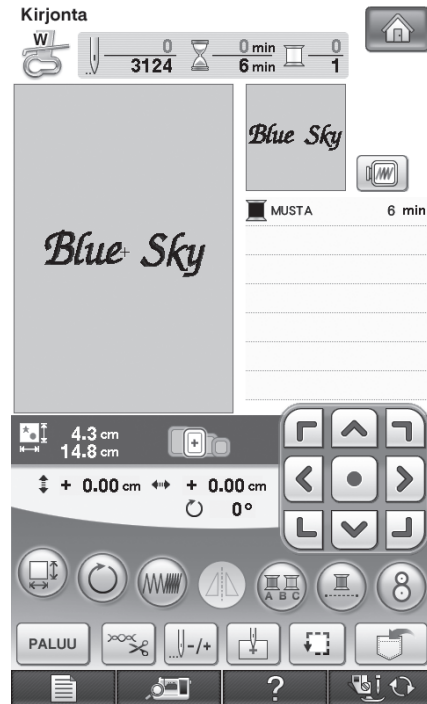 Kirjonta
W 0 0 min 0
3124 6 min 1
Blue Sky
MUSTA 6 min
Blue Sky
4.3 cm
14.8 cm
+ 0.00 cm + 0.00 cm
0°
A B C 8
PALUU -/+
?